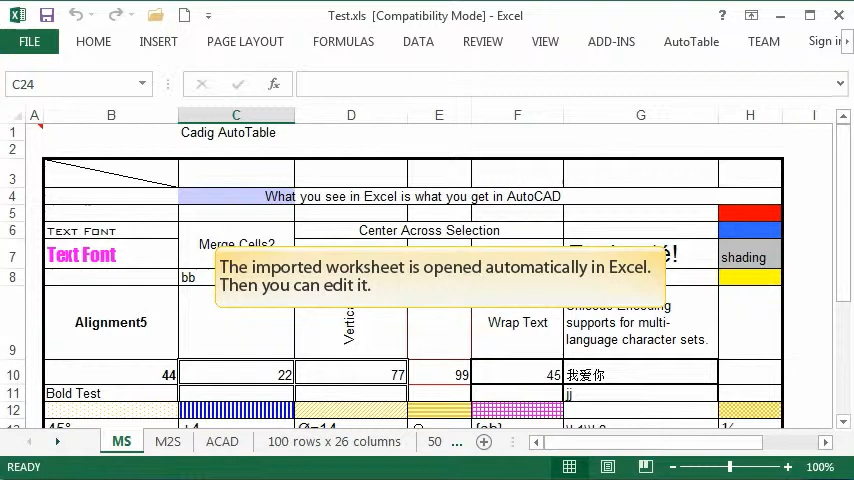 Test.xls [Compatibility Mode] - Excel
FILE HOME INSERT PAGE LAYOUT FORMULAS DATA REVIEW VIEW ADD-INS AutoTable TEAM Sign in
C24 fx
A B C D E F G H I
1 Cadig AutoTable
2
3
4 What you see in Excel is what you get in AutoCAD
5
6 TEXT FONT Center Across Selection
Merge Cells2
7 Text Font shading
The imported worksheet is opened automatically in Excel.
Then you can edit it.
8 bb
Alignment5 Wrap Text
supports for multi-
language character sets.
9
10 44 22 77 99 45 我爱你
11 Bold Test jj
12
MS M2S ACAD 100 rows x 26 columns 50 ...
READY 100%